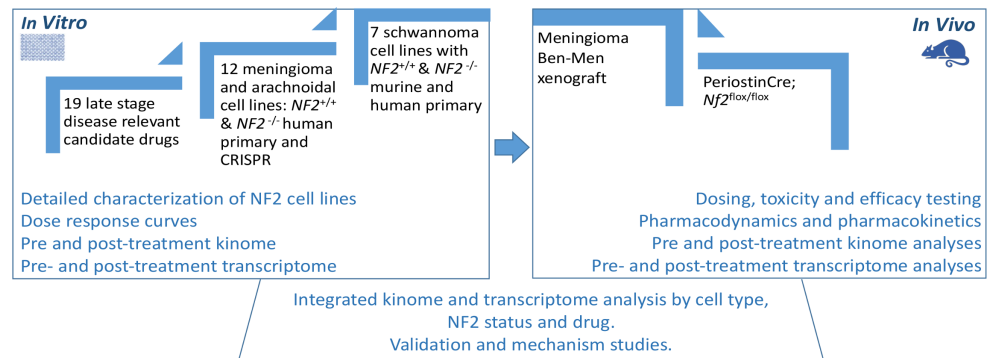 In Vitro
19 late stage
disease relevant
candidate drugs
12 meningioma
and arachnoidal
cell lines: NF2+/+
& NF2 -/- human
primary and
CRISPR
7 schwannoma
cell lines with
NF2+/+ & NF2 -/-
murine and
human primary
Detailed characterization of NF2 cell lines
Dose response curves
Pre and post-treatment kinome
Pre- and post-treatment transcriptome
In Vivo
Meningioma
Ben-Men
xenograft
PeriostinCre;
Nf2flox/flox
Dosing, toxicity and efficacy testing
Pharmacodynamics and pharmacokinetics
Pre and post-treatment kinome analyses
Pre- and post-treatment transcriptome analyses
Integrated kinome and transcriptome analysis by cell type,
NF2 status and drug.
Validation and mechanism studies.